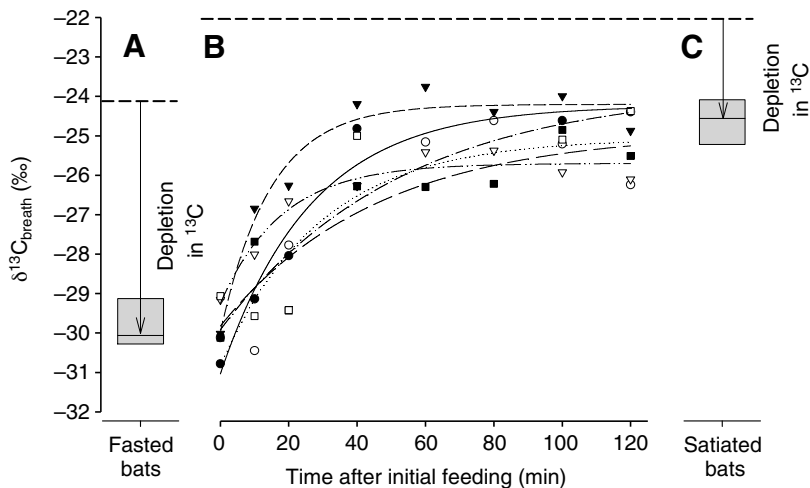 –22
–23
–24
–25
–26
–27
–28
–29
–30
–31
–32
δ¹³C_breath (‰)
A
B
C
Depletion
in ¹³C
Depletion
in ¹³C
Fasted
bats
0 20 40 60 80 100 120
Time after initial feeding (min)
Satiated
bats